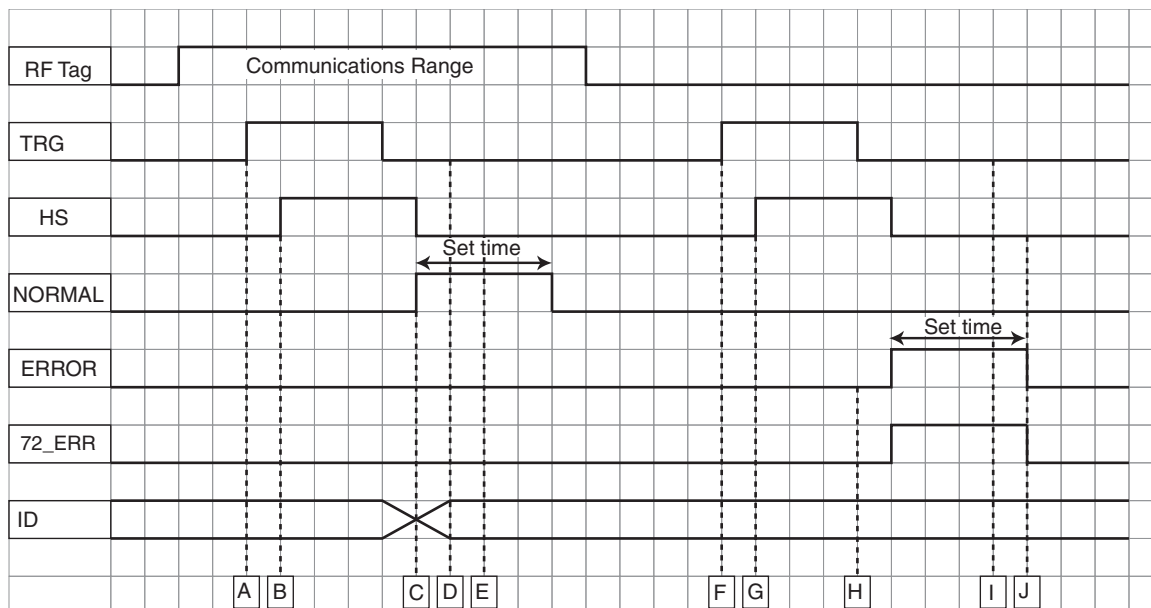 RF Tag
Communications Range
TRG
HS
Set time
NORMAL
Set time
ERROR
72_ERR
ID
A B C D E F G H I J